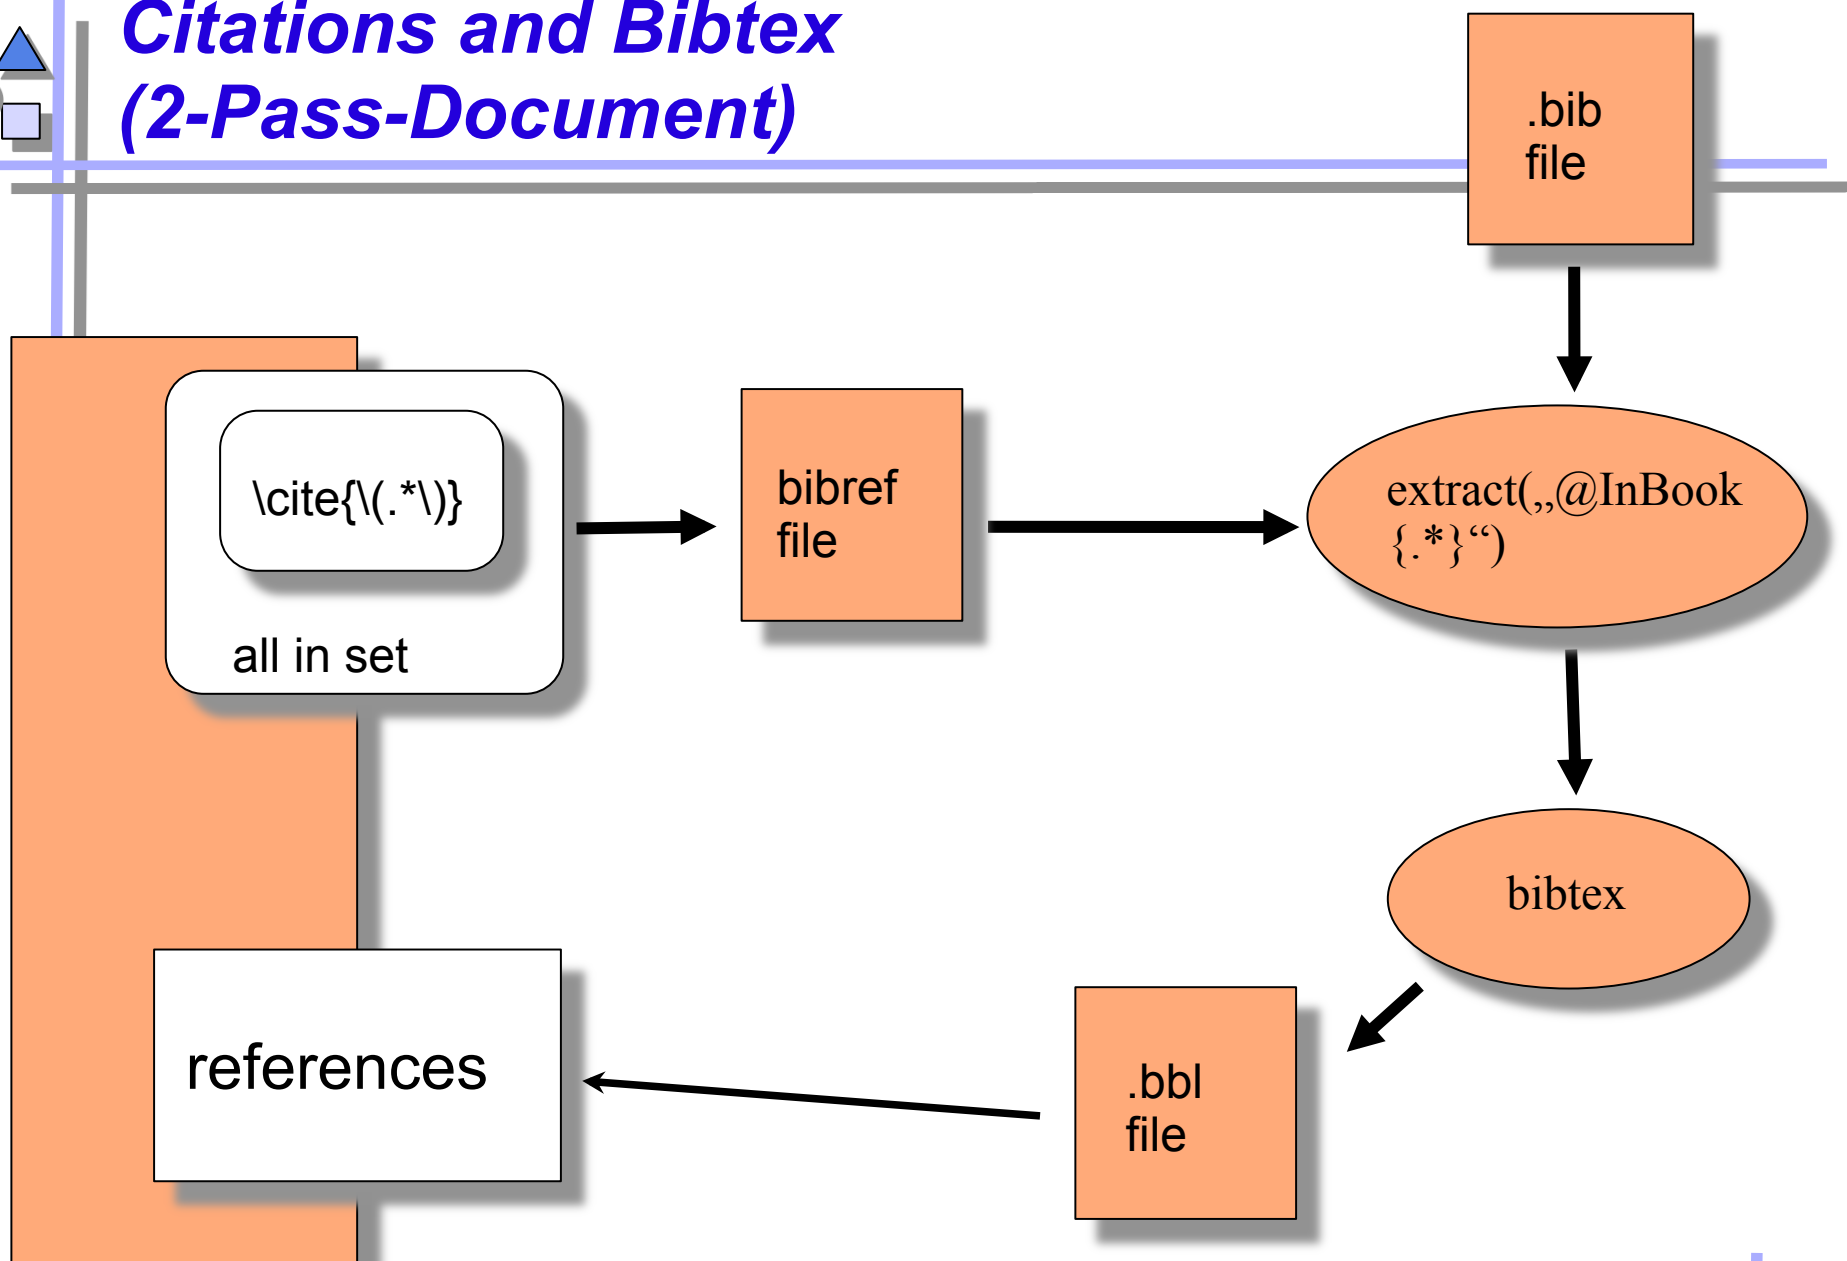 Citations and Bibtex
(2-Pass-Document)
.bib
file
\cite{\(.*\)}
all in set
bibref
file
extract(„@InBook
{.*}“)
bibtex
references
.bbl
file